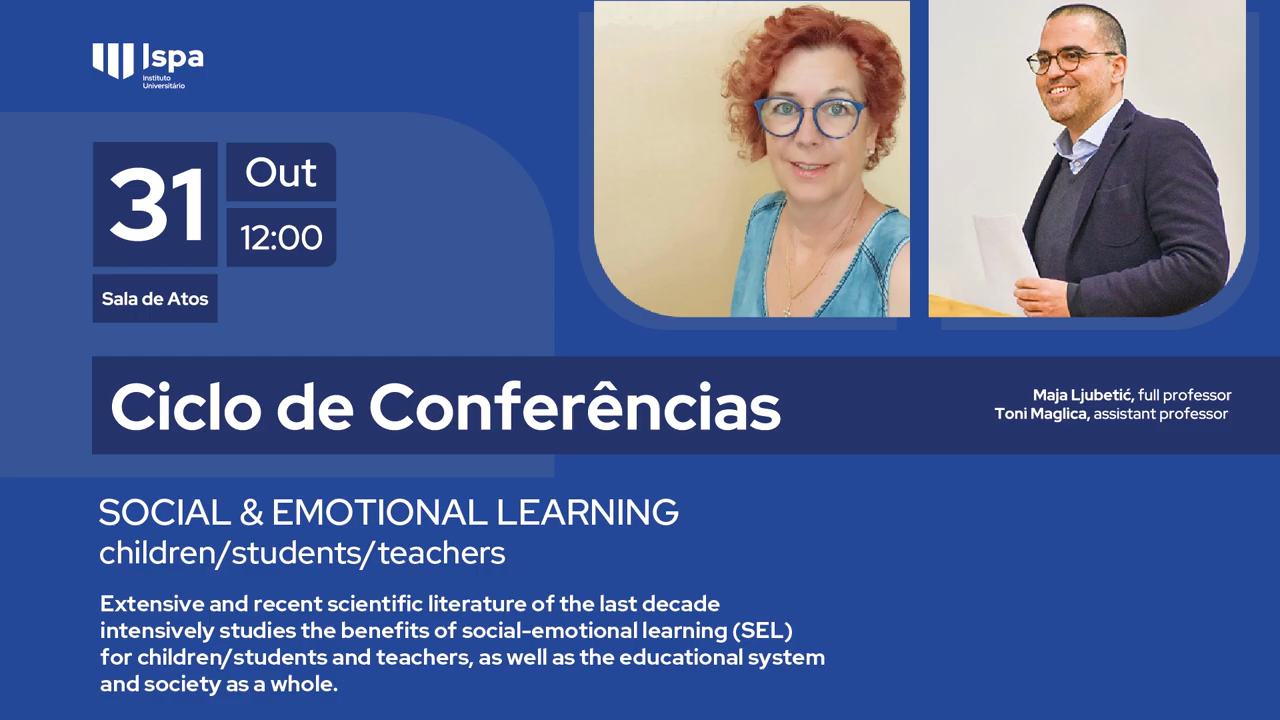 Ispa
Instituto
Universitário
31
Out
12:00
Sala de Atos
Ciclo de Conferências
Maja Ljubetić, full professor
Toni Maglica, assistant professor
SOCIAL & EMOTIONAL LEARNING
children/students/teachers
Extensive and recent scientific literature of the last decade
intensively studies the benefits of social-emotional learning (SEL)
for children/students and teachers, as well as the educational system
and society as a whole.